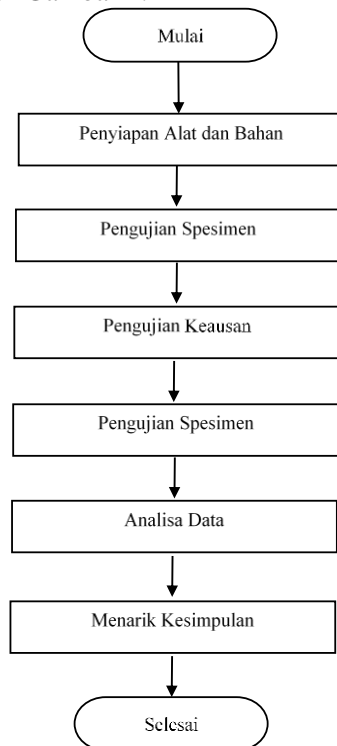 Mulai
Penyiapan Alat dan Bahan
Pengujian Spesimen
Pengujian Keausan
Pengujian Spesimen
Analisa Data
Menarik Kesimpulan
Selesai